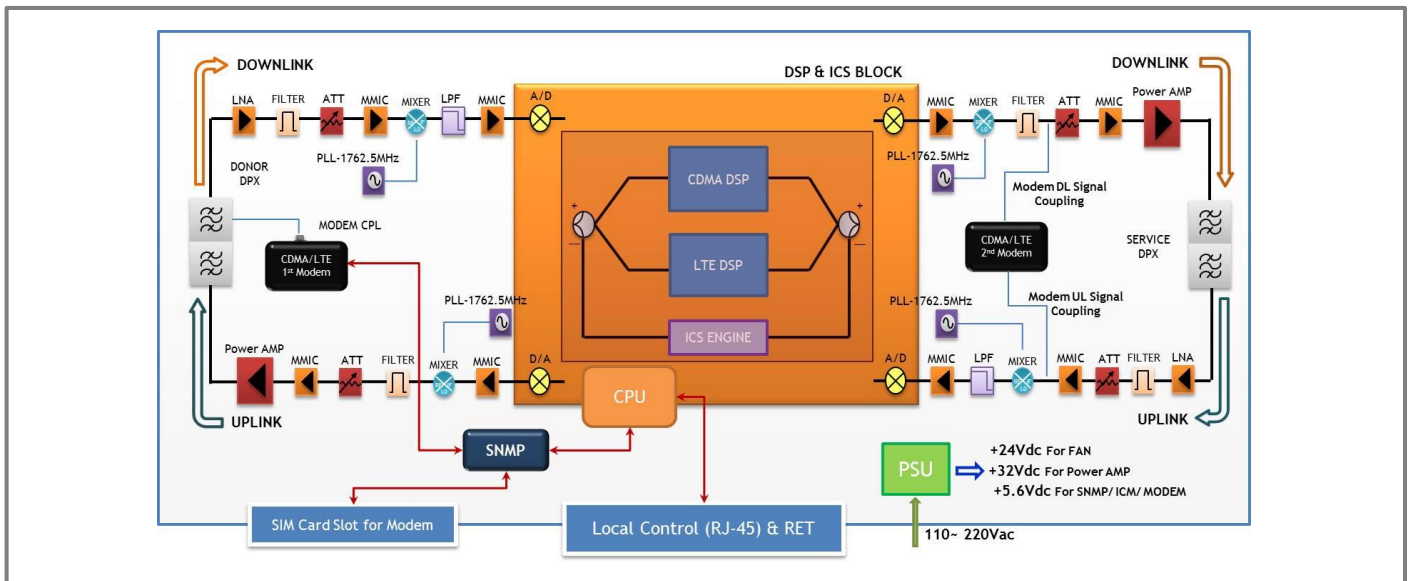 DOWNLINK
DOWNLINK
DSP & ICS BLOCK
LNA FILTER ATT MMIC MIXER LPF MMIC A/D
D/A MMIC MIXER FILTER ATT MMIC Power AMP
PLL-1762.5MHz
PLL-1762.5MHz
DONOR
DPX
CDMA DSP
+
—
+
—
Modem DL Signal
Coupling
MODEM CPL
CDMA/LTE
1st Modem
LTE DSP
CDMA/LTE
2nd Modem
SERVICE
DPX
PLL-1762.5MHz
PLL-1762.5MHz
Modem UL Signal
Coupling
ICS ENGINE
Power AMP MMIC ATT FILTER MIXER MMIC D/A
A/D MMIC LPF MIXER MMIC ATT FILTER LNA
CPU
UPLINK
UPLINK
SNMP
PSU
+24Vdc For FAN
+32Vdc For Power AMP
+5.6Vdc For SNMP/ICM/MODEM
SIM Card Slot for Modem
Local Control (RJ-45) & RET
110~ 220Vac